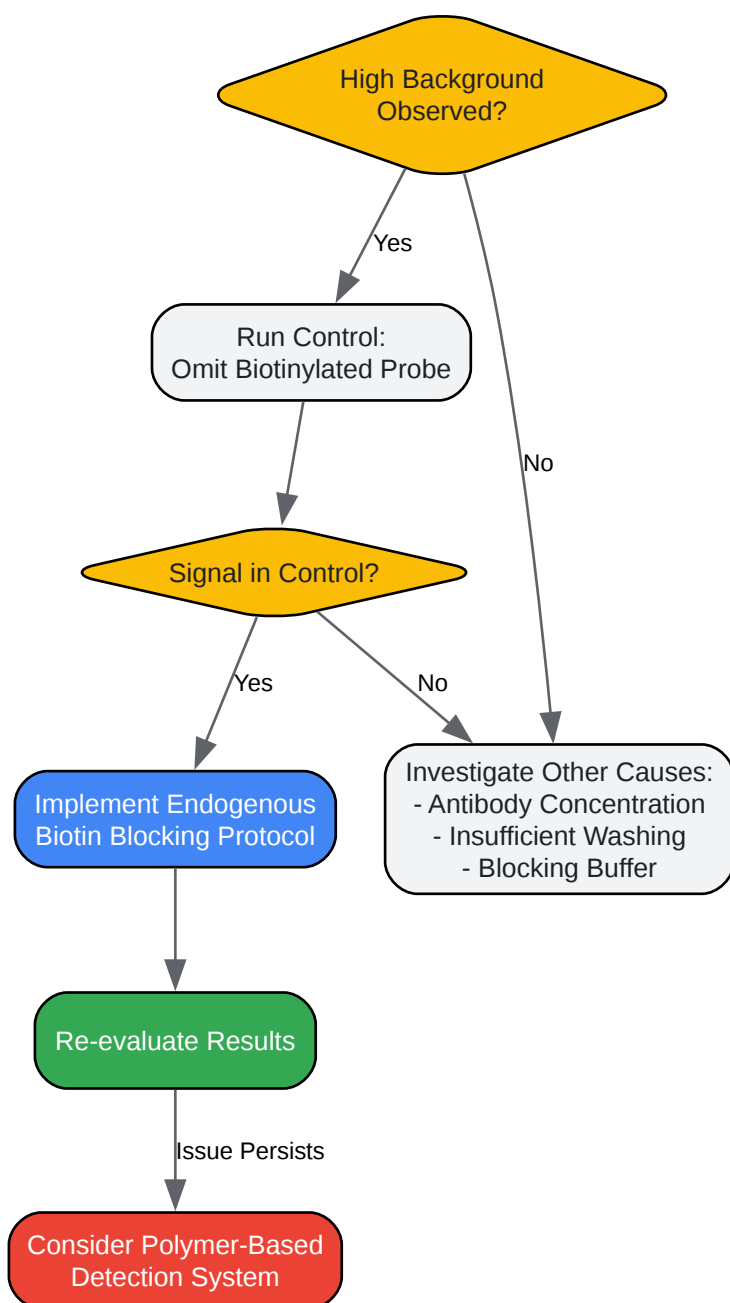 High Background
Observed?
Yes
Run Control:
Omit Biotinylated Probe
No
Signal in Control?
Yes
No
Implement Endogenous
Biotin Blocking Protocol
Investigate Other Causes:
- Antibody Concentration
- Insufficient Washing
- Blocking Buffer
Re-evaluate Results
Issue Persists
Consider Polymer-Based
Detection System